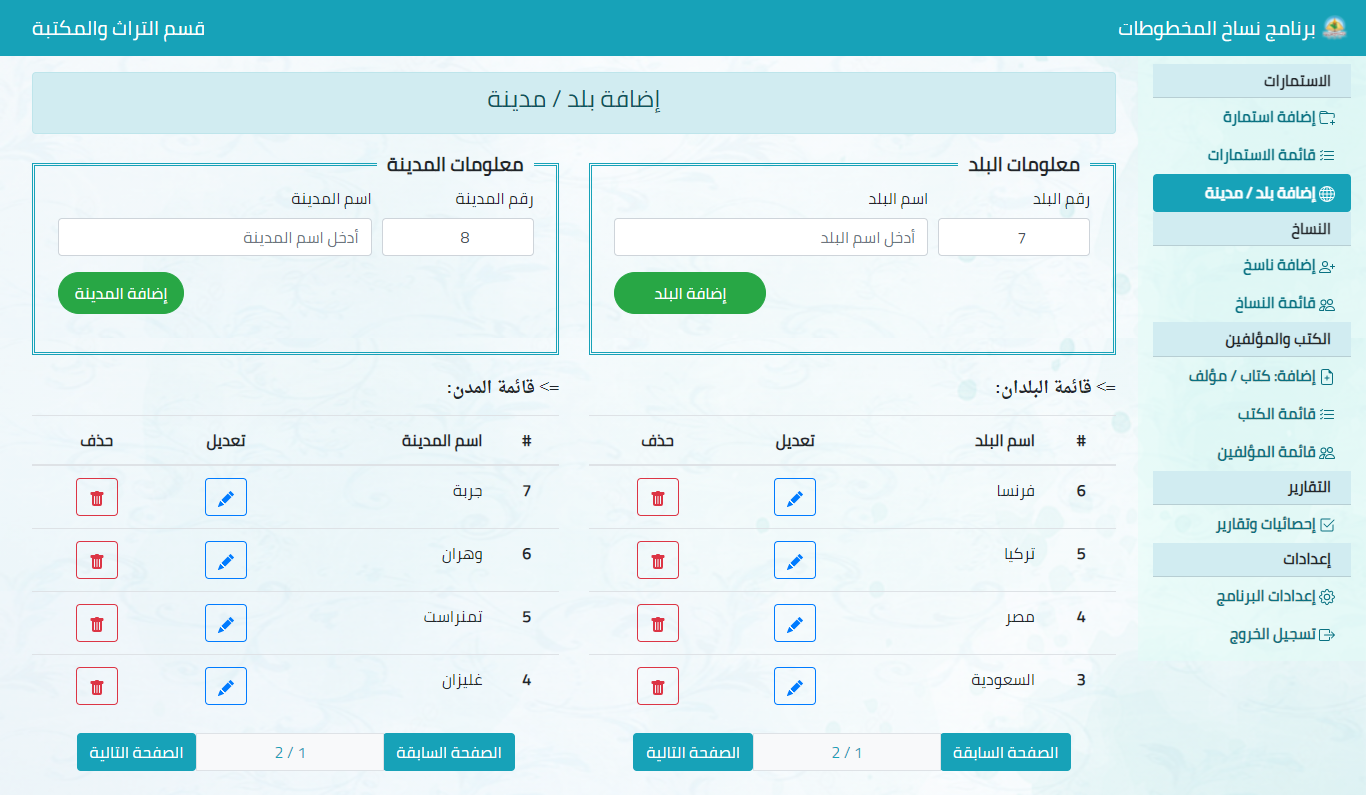 برنامج نساخ المخطوطات
قسم التراث والمكتبة
الاستمارات
إضافة استمارة
قائمة الاستمارات
إضافة بلد / مدينة
النساخ
إضافة ناسخ
قائمة النساخ
الكتب والمؤلفين
إضافة: كتاب / مؤلف
قائمة الكتب
قائمة المؤلفين
التقارير
إحصائيات وتقارير
إعدادات
إعدادات البرنامج
تسجيل الخروج
إضافة بلد / مدينة
معلومات البلد
رقم البلد اسم البلد
7 أدخل اسم البلد
إضافة البلد
معلومات المدينة
رقم المدينة اسم المدينة
8 أدخل اسم المدينة
إضافة المدينة
=> قائمة البلدان:
# اسم البلد تعديل حذف
6 فرنسا
5 تركيا
4 مصر
3 السعودية
الصفحة السابقة 1 / 2 الصفحة التالية
=> قائمة المدن:
# اسم المدينة تعديل حذف
7 جربة
6 وهران
5 تمنراست
4 غليزان
الصفحة السابقة 1 / 2 الصفحة التالية